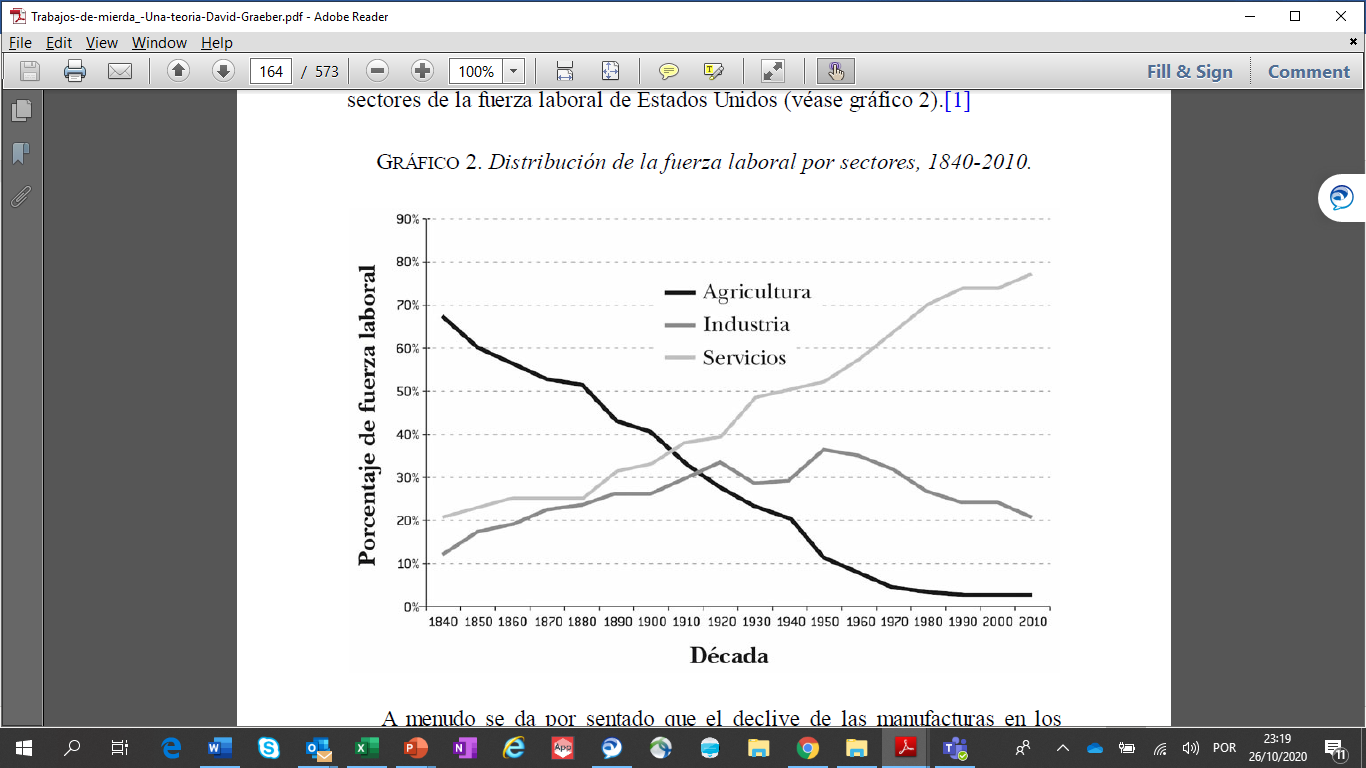 Trabajos-de-mierda_-Una-teoria-David-Graeber.pdf - Adobe Reader
File Edit View Window Help
164 / 573 100% Fill & Sign Comment
sectores de la fuerza laboral de Estados Unidos (véase gráfico 2).[1]
GRÁFICO 2. Distribución de la fuerza laboral por sectores, 1840-2010.
90%
80%
70%
60%
50%
40%
30%
20%
10%
0%
Porcentaje de fuerza laboral
Agricultura
Industria
Servicios
1840 1850 1860 1870 1880 1890 1900 1910 1920 1930 1940 1950 1960 1970 1980 1990 2000 2010
Década
A menudo se da por sentado que el declive de las manufacturas en los
App
POR
23:19
26/10/2020
11